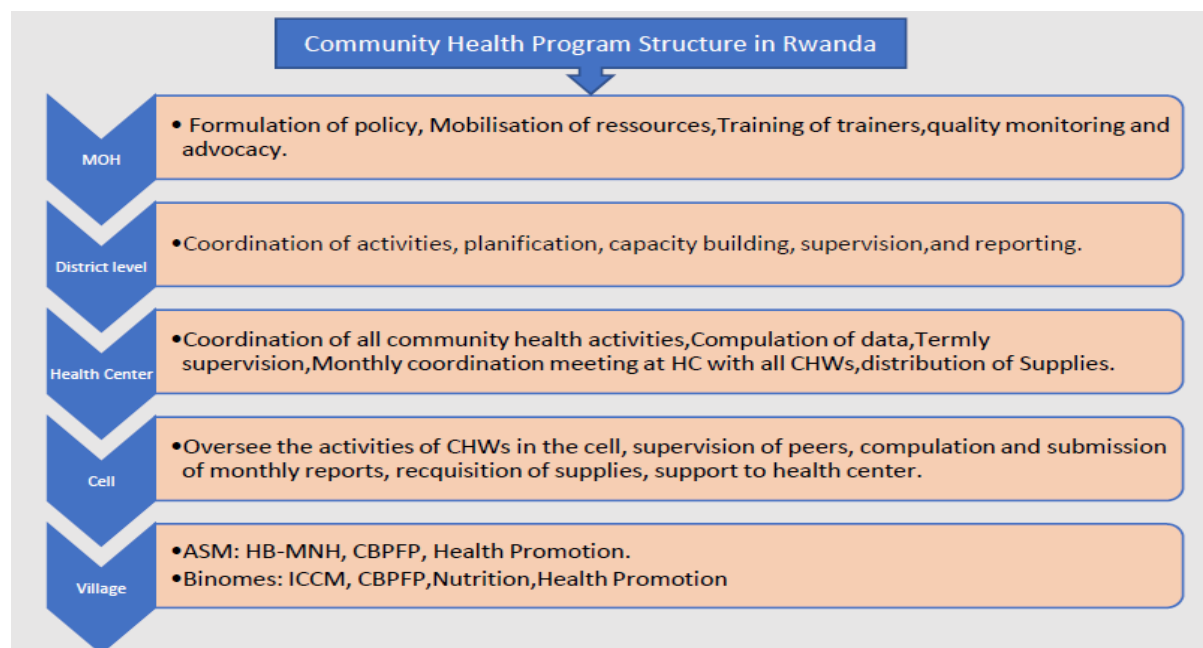 Community Health Program Structure in Rwanda
MOH
• Formulation of policy, Mobilisation of ressources,Training of trainers,quality monitoring and
advocacy.
District level
•Coordination of activities, planification, capacity building, supervision,and reporting.
Health Center
•Coordination of all community health activities,Compulation of data,Termly
supervision,Monthly coordination meeting at HC with all CHWs,distribution of Supplies.
Cell
•Oversee the activities of CHWs in the cell, supervision of peers, compulation and submission
of monthly reports, recquisition of supplies, support to health center.
Village
•ASM: HB-MNH, CBPFP, Health Promotion.
•Binomes: ICCM, CBPFP,Nutrition,Health Promotion